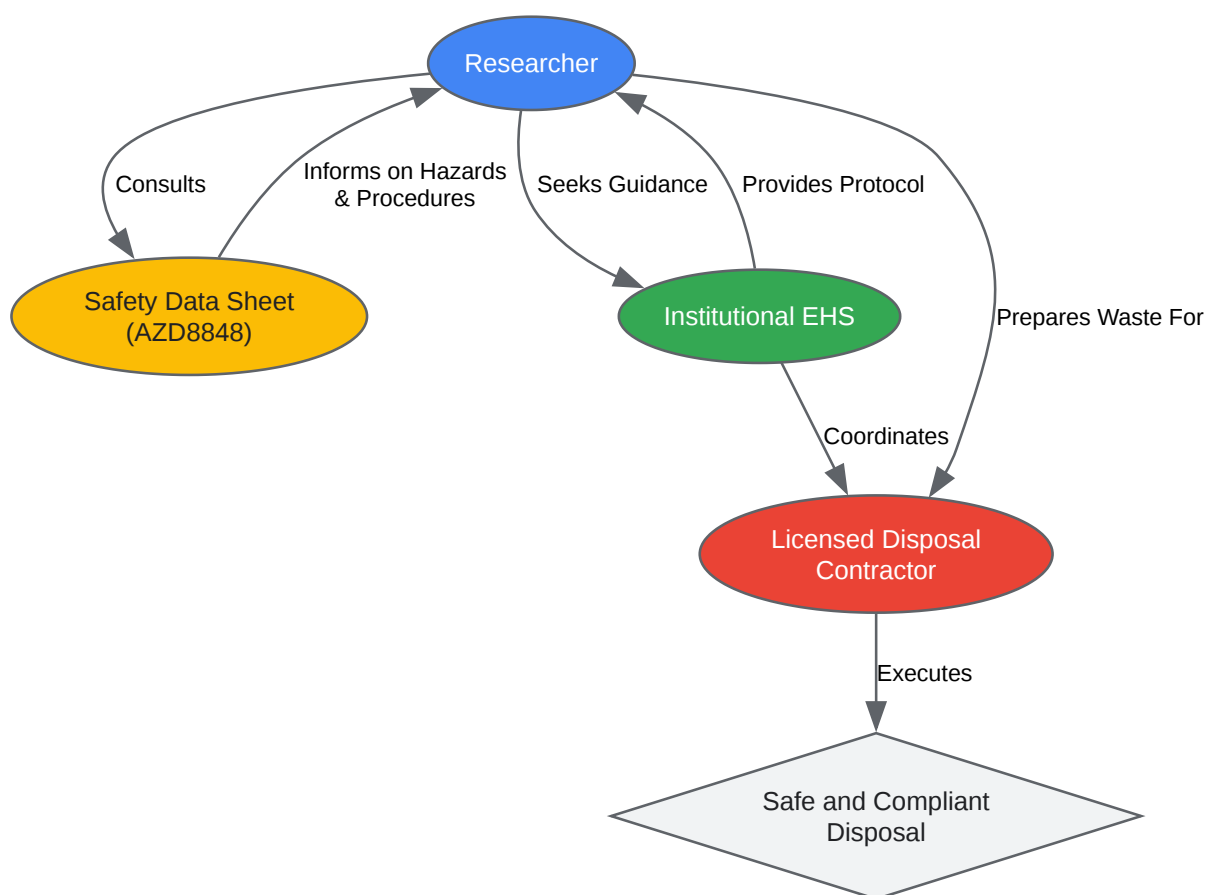 Researcher
Consults
Informs on Hazards
& Procedures
Seeks Guidance
Provides Protocol
Safety Data Sheet
(AZD8848)
Institutional EHS
Prepares Waste For
Coordinates
Licensed Disposal
Contractor
Executes
Safe and Compliant
Disposal